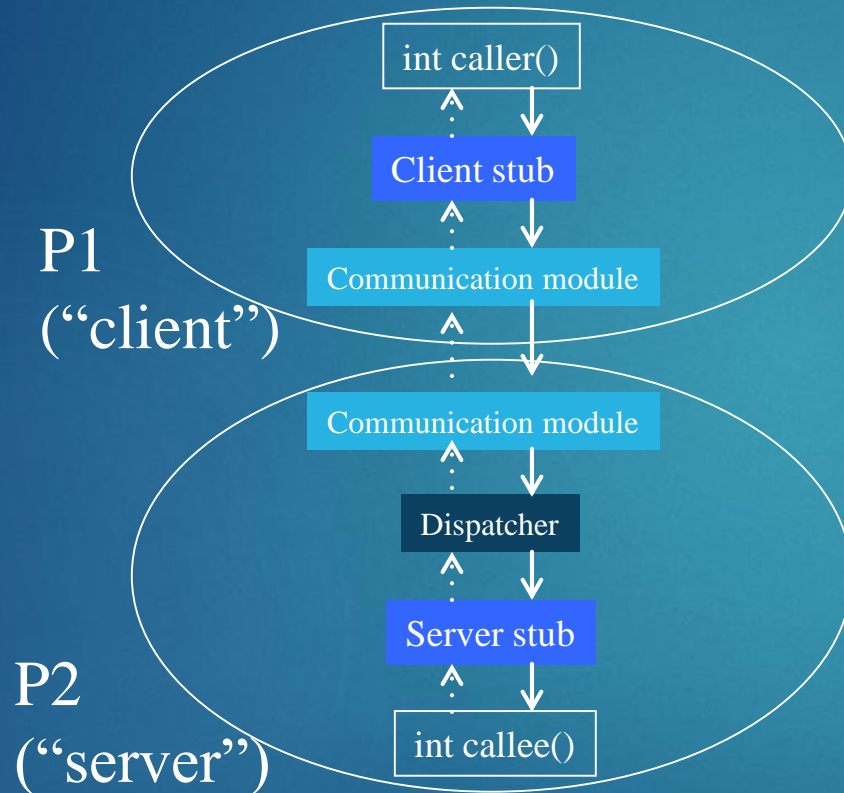 int caller()
Client stub
P1
(“client”)
Communication module
Communication module
Dispatcher
Server stub
P2
(“server”)
int callee()